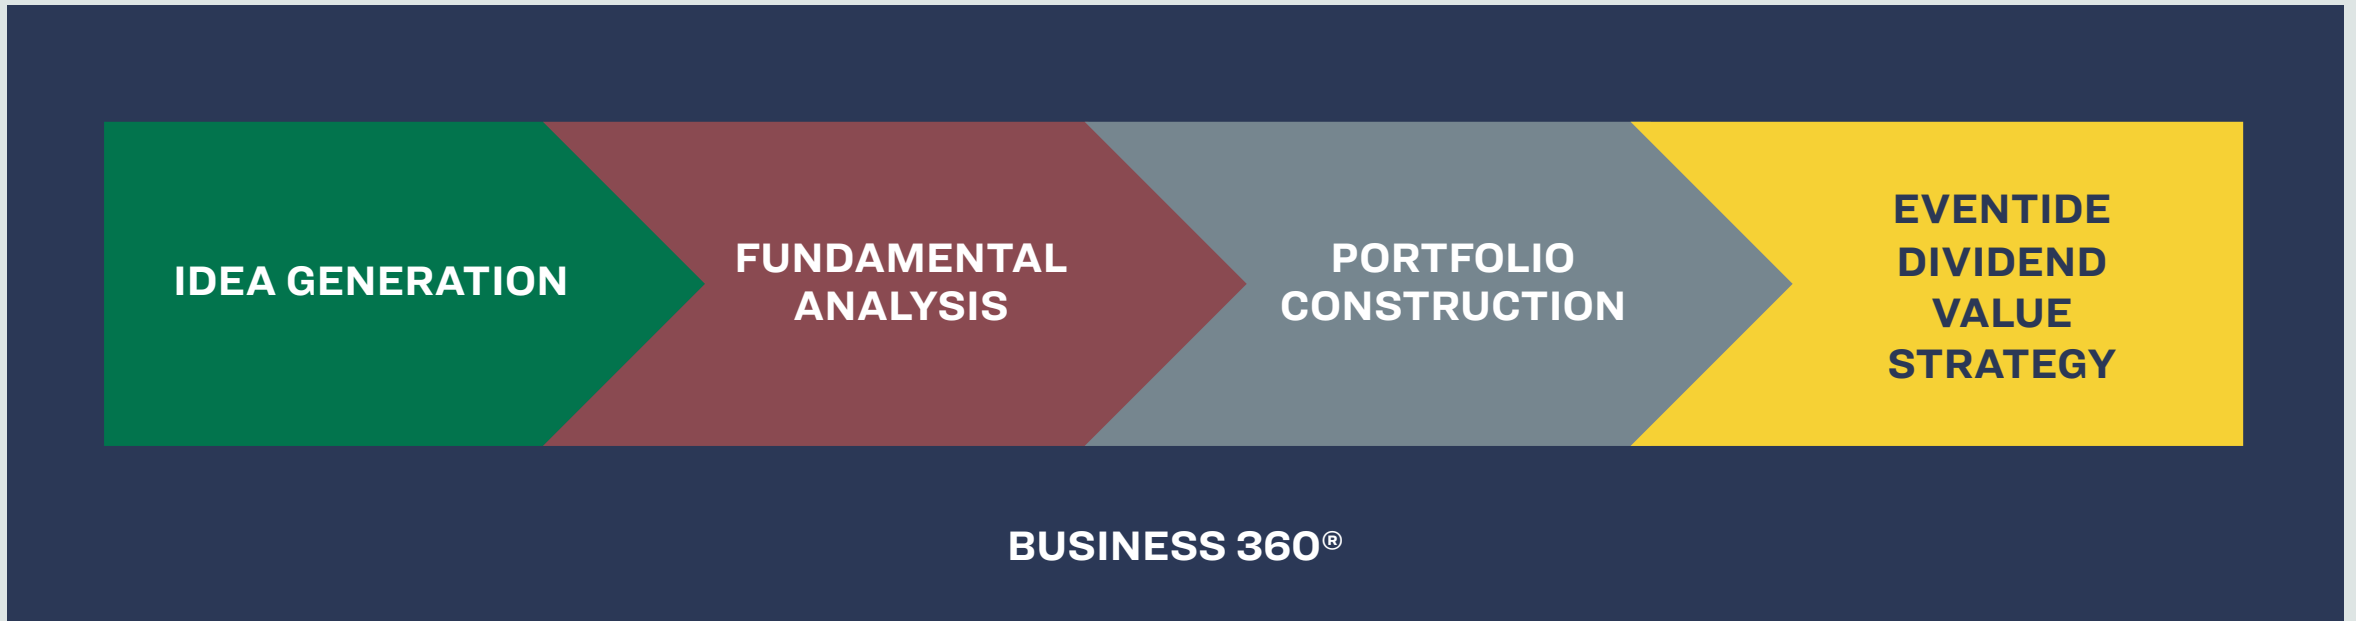 IDEA GENERATION
FUNDAMENTAL
ANALYSIS
PORTFOLIO
CONSTRUCTION
EVENTIDE
DIVIDEND
VALUE
STRATEGY
BUSINESS 360®